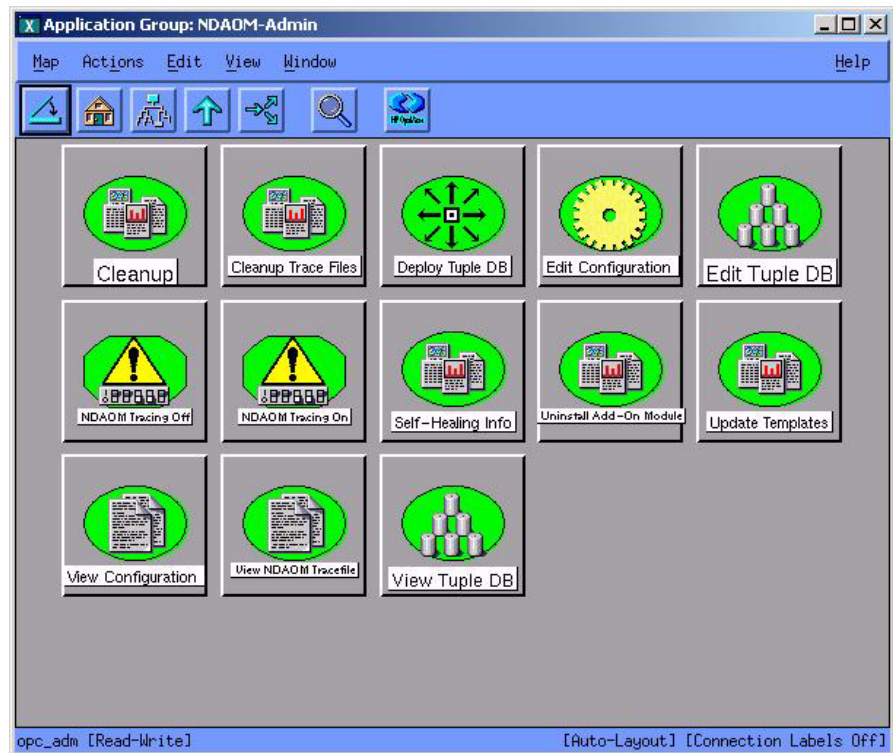 Application Group: NDAOM-Admin
Map Actions Edit View Window Help
HP OpenView
Cleanup
Cleanup Trace Files
Deploy Tuple DB
Edit Configuration
Edit Tuple DB
NDAOM Tracing Off
NDAOM Tracing On
Self-Healing Info
Uninstall Add-On Module
Update Templates
View Configuration
View NDAOM Tracefile
View Tuple DB
opc_adm [Read-Write] [Auto-Layout] [Connection Labels Off]